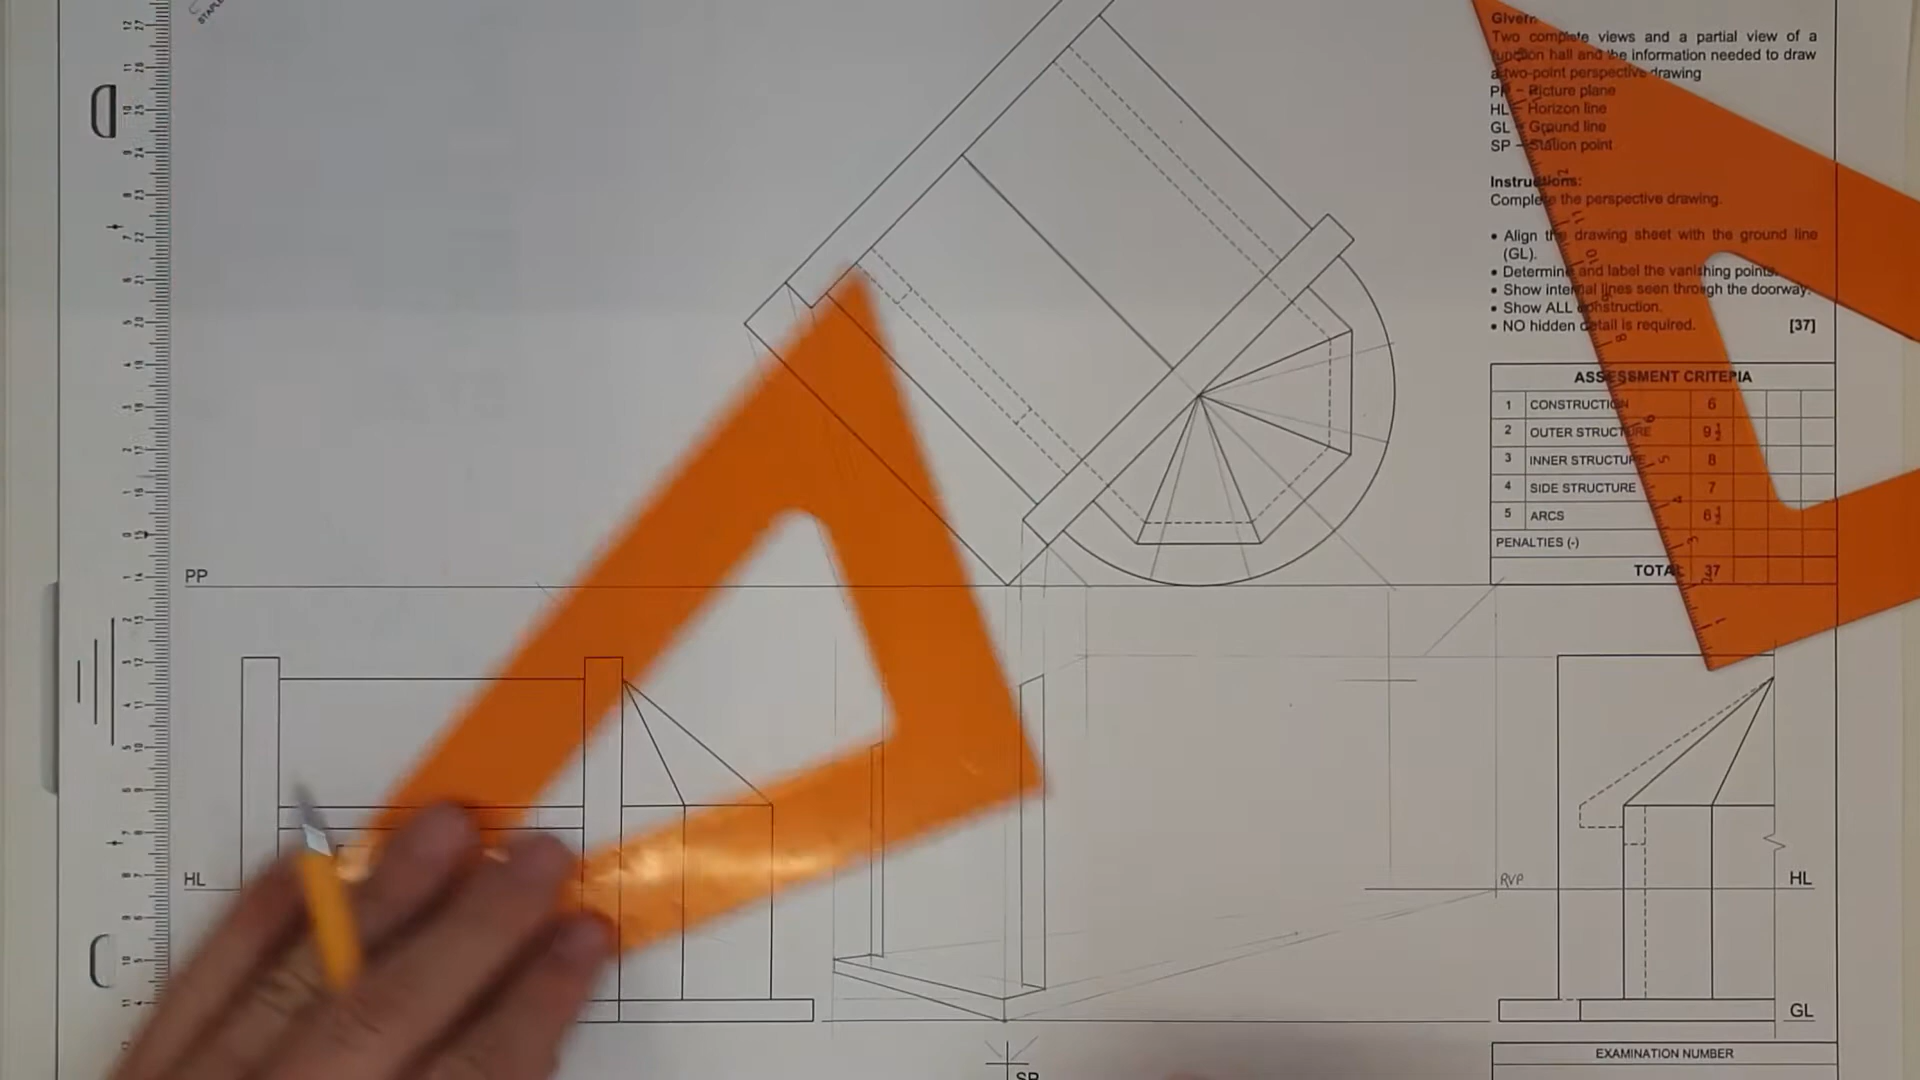 Given:
Two complete views and a partial view of a
function hall and the information needed to draw
a two-point perspective drawing
PP – Picture plane
HL – Horizon line
GL – Ground line
SP – Station point
Instructions:
Complete the perspective drawing.
• Align the drawing sheet with the ground line
(GL).
• Determine and label the vanishing points.
• Show internal lines seen through the doorway.
• Show ALL construction.
• NO hidden detail is required. [37]
ASSESSMENT CRITERIA
1 CONSTRUCTION 6
2 OUTER STRUCTURE 9½
3 INNER STRUCTURE 8
4 SIDE STRUCTURE 7
5 ARCS 6½
PENALTIES (-)
TOTAL 37
PP
HL
RVP
HL
GL
SP
EXAMINATION NUMBER